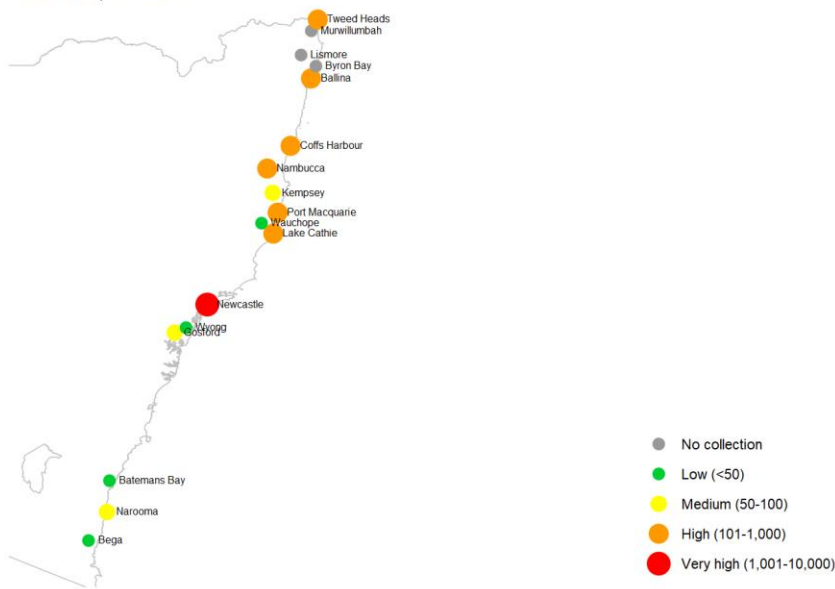 Tweed Heads
Murwillumbah
Lismore
Byron Bay
Ballina
Coffs Harbour
Nambucca
Kempsey
Port Macquarie
Wauchope
Lake Cathie
Newcastle
Wyong
Gosford
Batemans Bay
Narooma
Bega
No collection
Low (<50)
Medium (50-100)
High (101-1,000)
Very high (1,001-10,000)